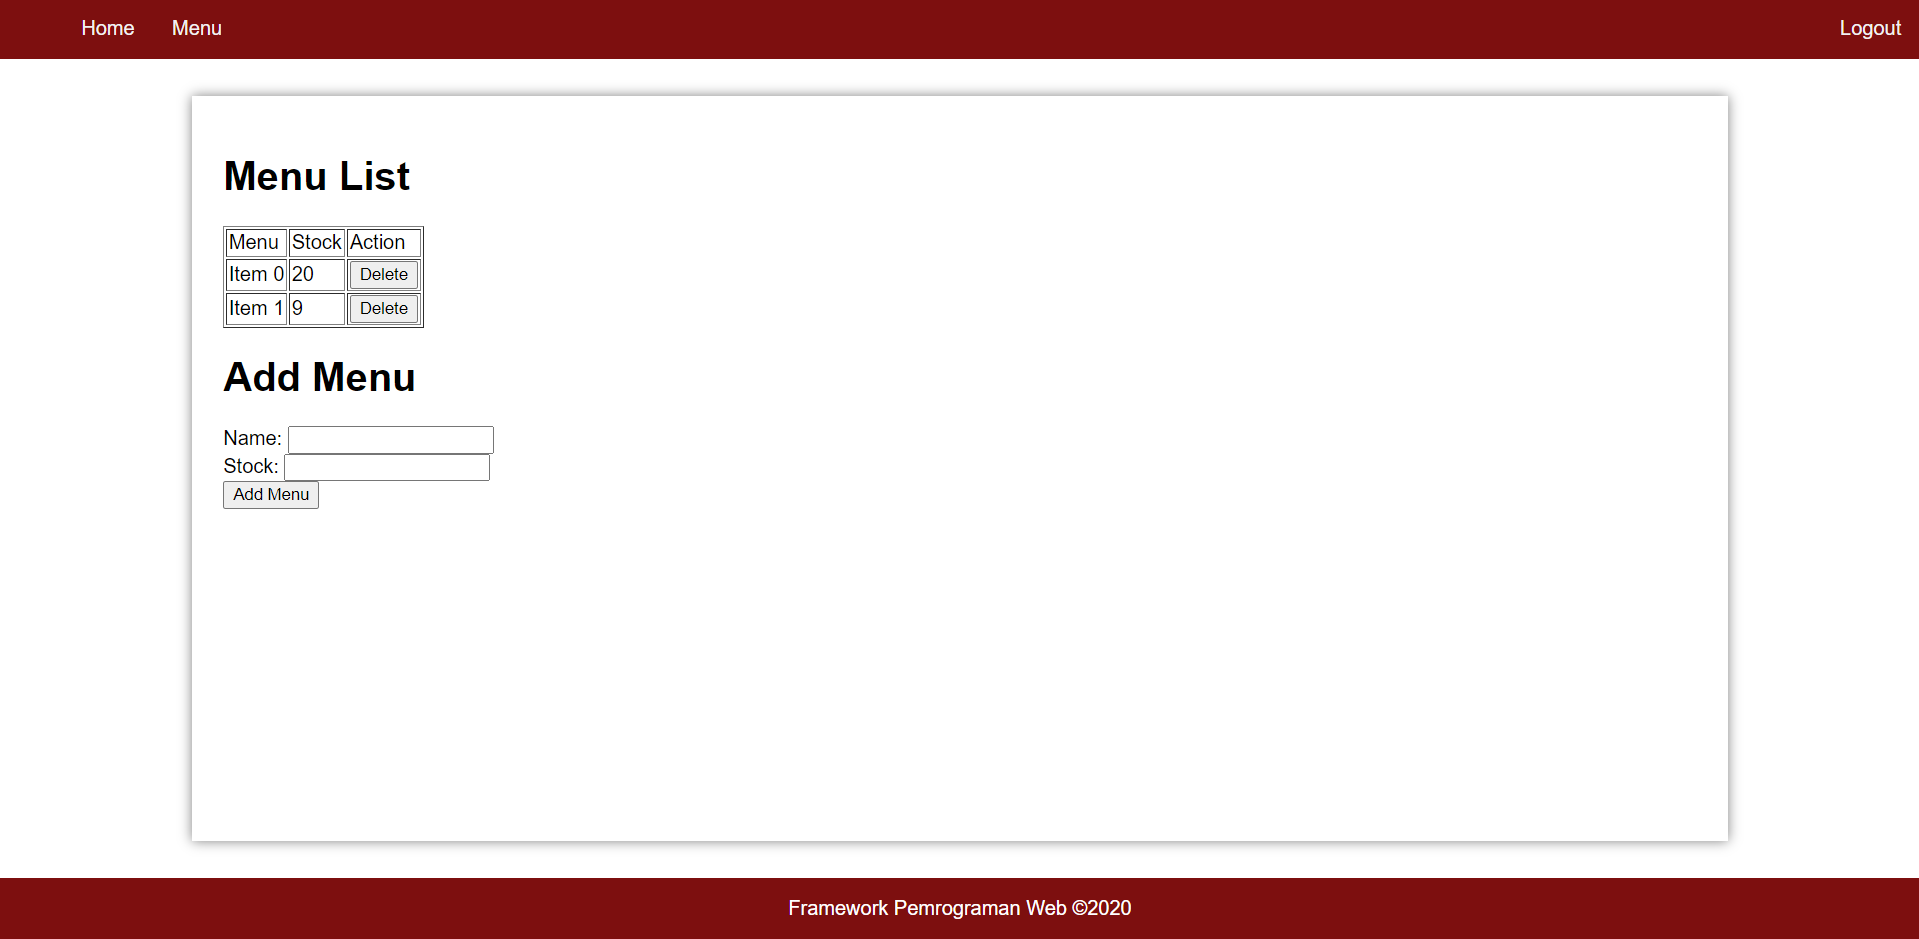 Home Menu Logout
Menu List
Menu Stock Action
Item 0 20 Delete
Item 1 9 Delete
Add Menu
Name:
Stock:
Add Menu
Framework Pemrograman Web ©2020